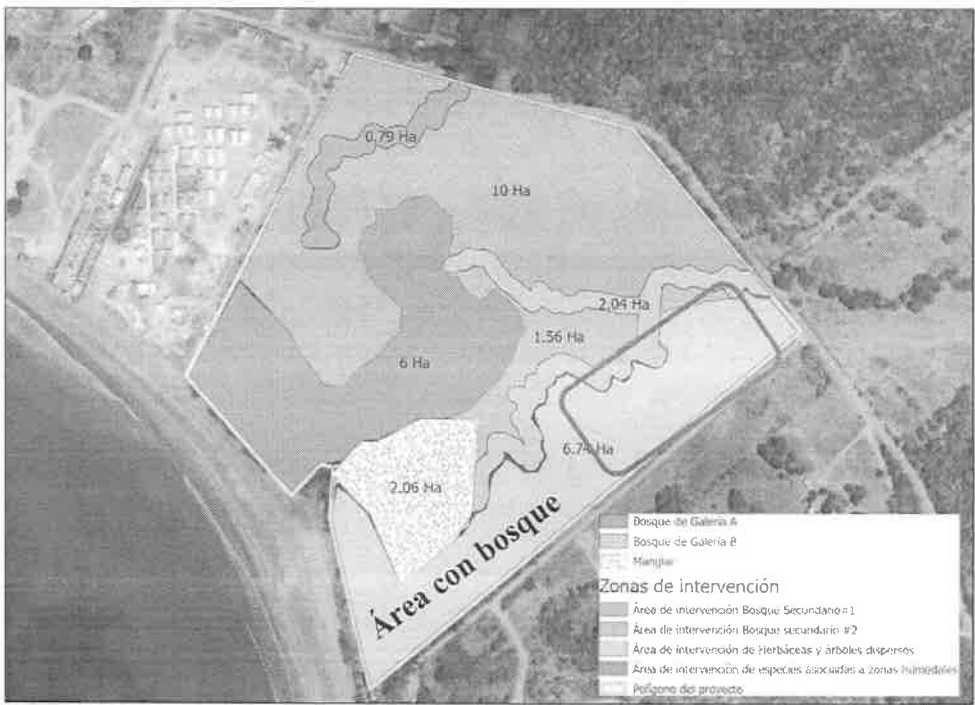 0.79 Ha
10 Ha
2.04 Ha
1.56 Ha
6 Ha
6.74 Ha
2.06 Ha
Área con bosque
Bosque de Galeria A
Bosque de Galeria B
Manglar
Zonas de intervención
Área de intervención Bosque Secundario #1
Área de intervención Bosque secundario #2
Área de intervención de Herbáceas y árboles dispersos
Área de intervención de especies asociadas a zonas humedales
Polígono del proyecto